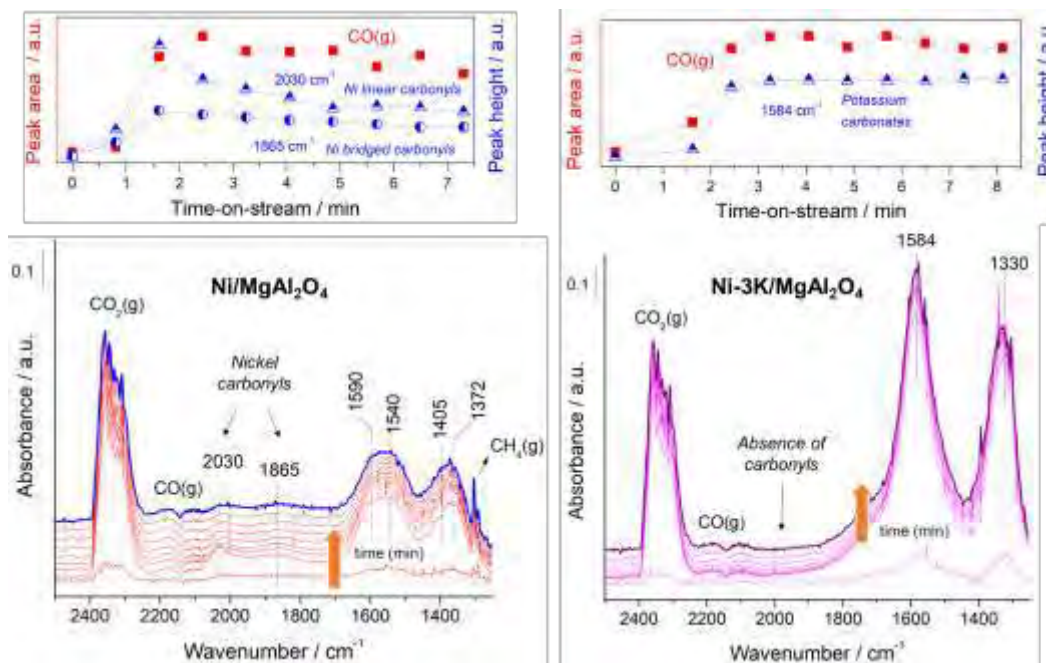 Peak area / a.u.
CO(g)
2030 cm⁻¹
Ni linear carbonyls
1865 cm⁻¹
Ni bridged carbonyls
Peak height / a.u.
0 1 2 3 4 5 6 7
Time-on-stream / min
Peak area / a.u.
CO(g)
1584 cm⁻¹
Potassium
carbonates
Peak height / a.u.
0 1 2 3 4 5 6 7 8
Time-on-stream / min
0.1
Ni/MgAl₂O₄
CO₂(g)
Nickel
carbonyls
1590
1540
1405
1372
CH₄(g)
2030
1865
CO(g)
time (min)
Absorbance / a.u.
2400 2200 2000 1800 1600 1400
Wavenumber / cm⁻¹
0.1
Ni-3K/MgAl₂O₄
1584
1330
CO₂(g)
Absence of
carbonyls
CO(g)
time (min)
Absorbance / a.u.
2400 2200 2000 1800 1600 1400
Wavenumber / cm⁻¹